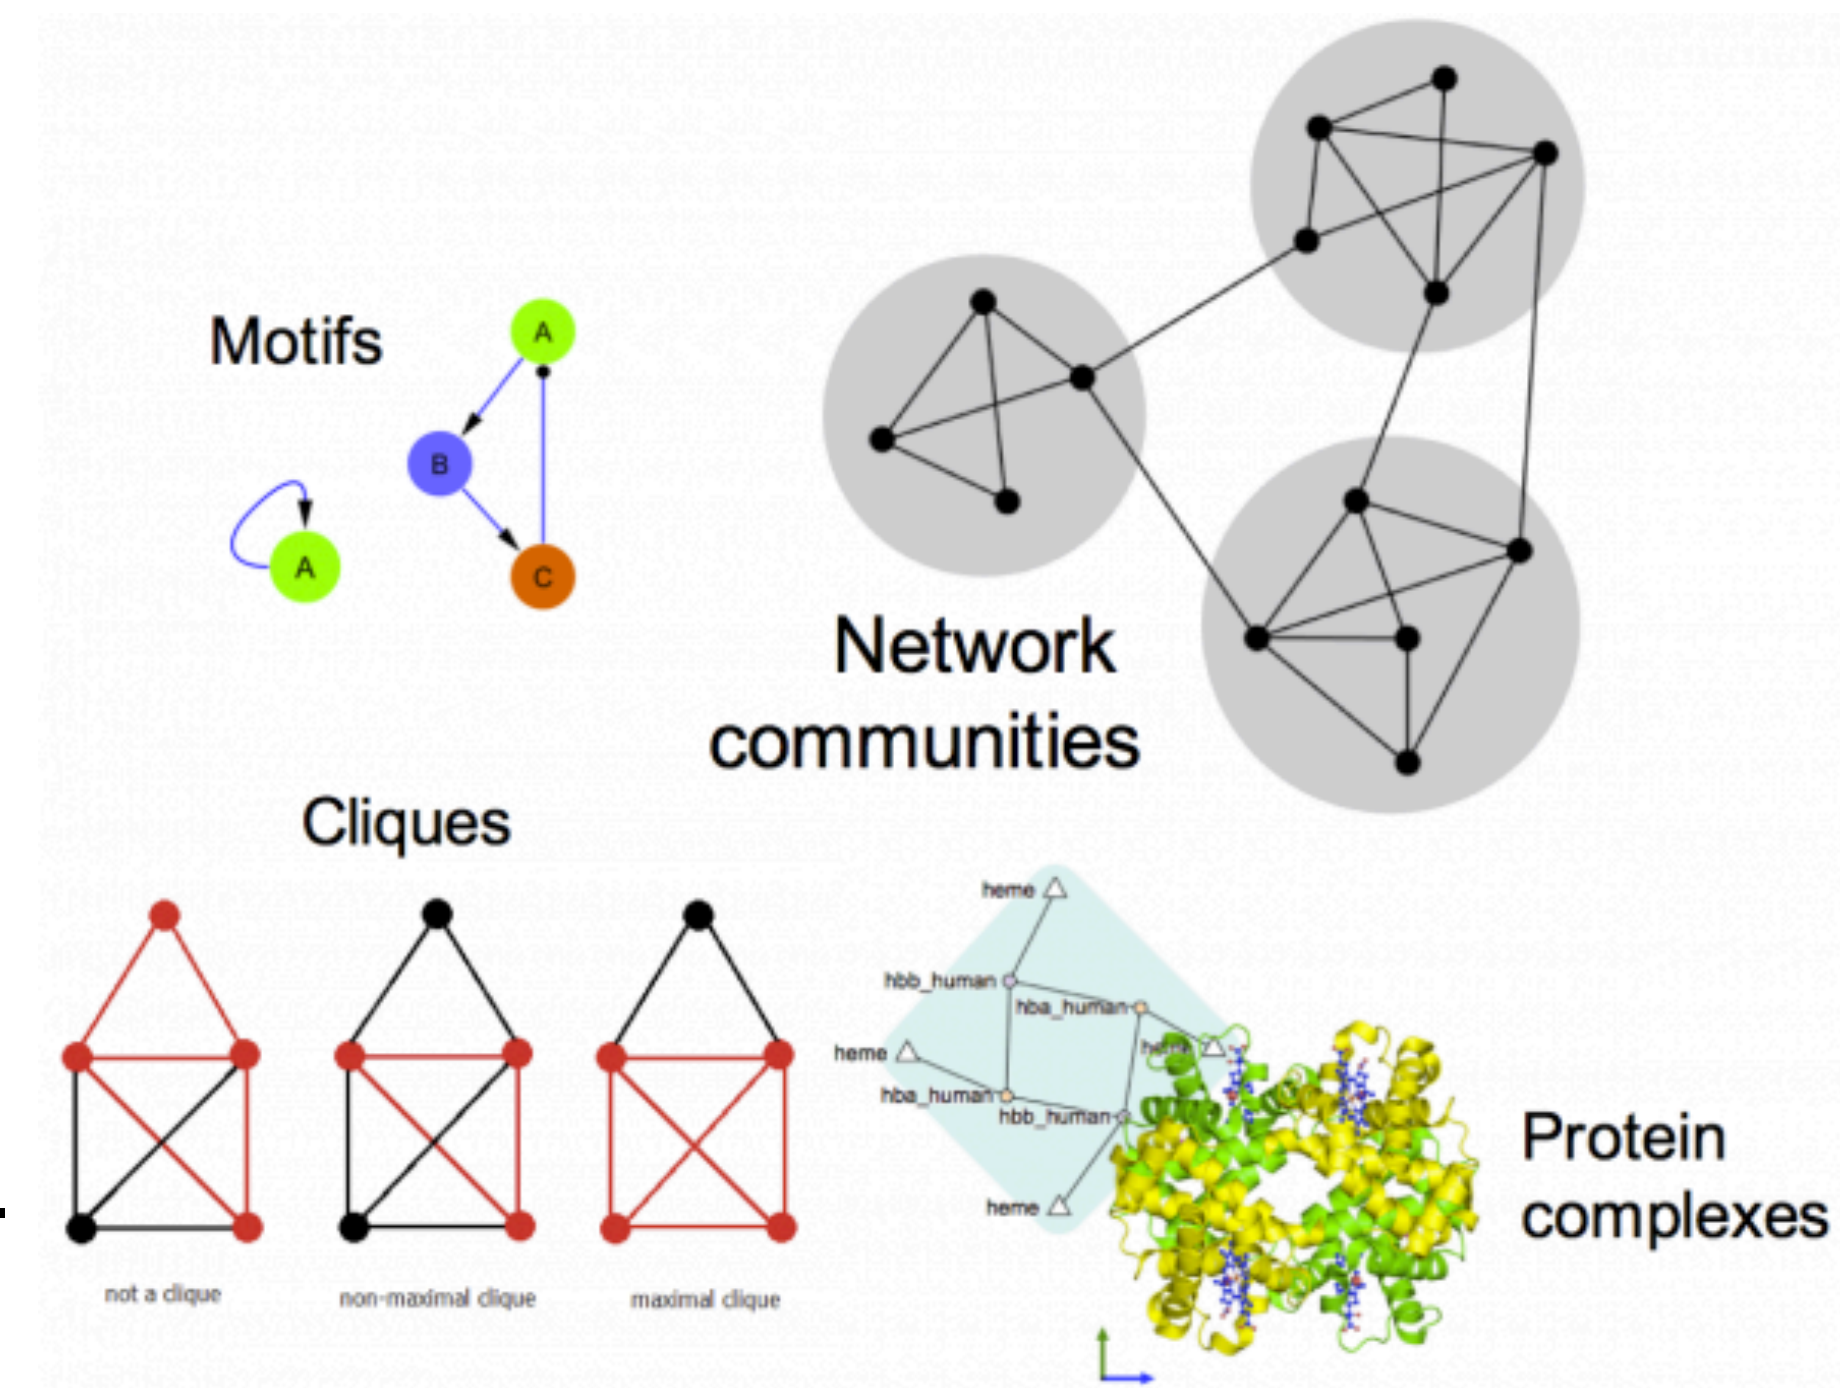 Motifs
A
B
A
C
Network
communities
Cliques
not a clique
non-maximal clique
maximal clique
heme
hbb_human
hba_human
heme
heme
hba_human
hbb_human
heme
Protein
complexes